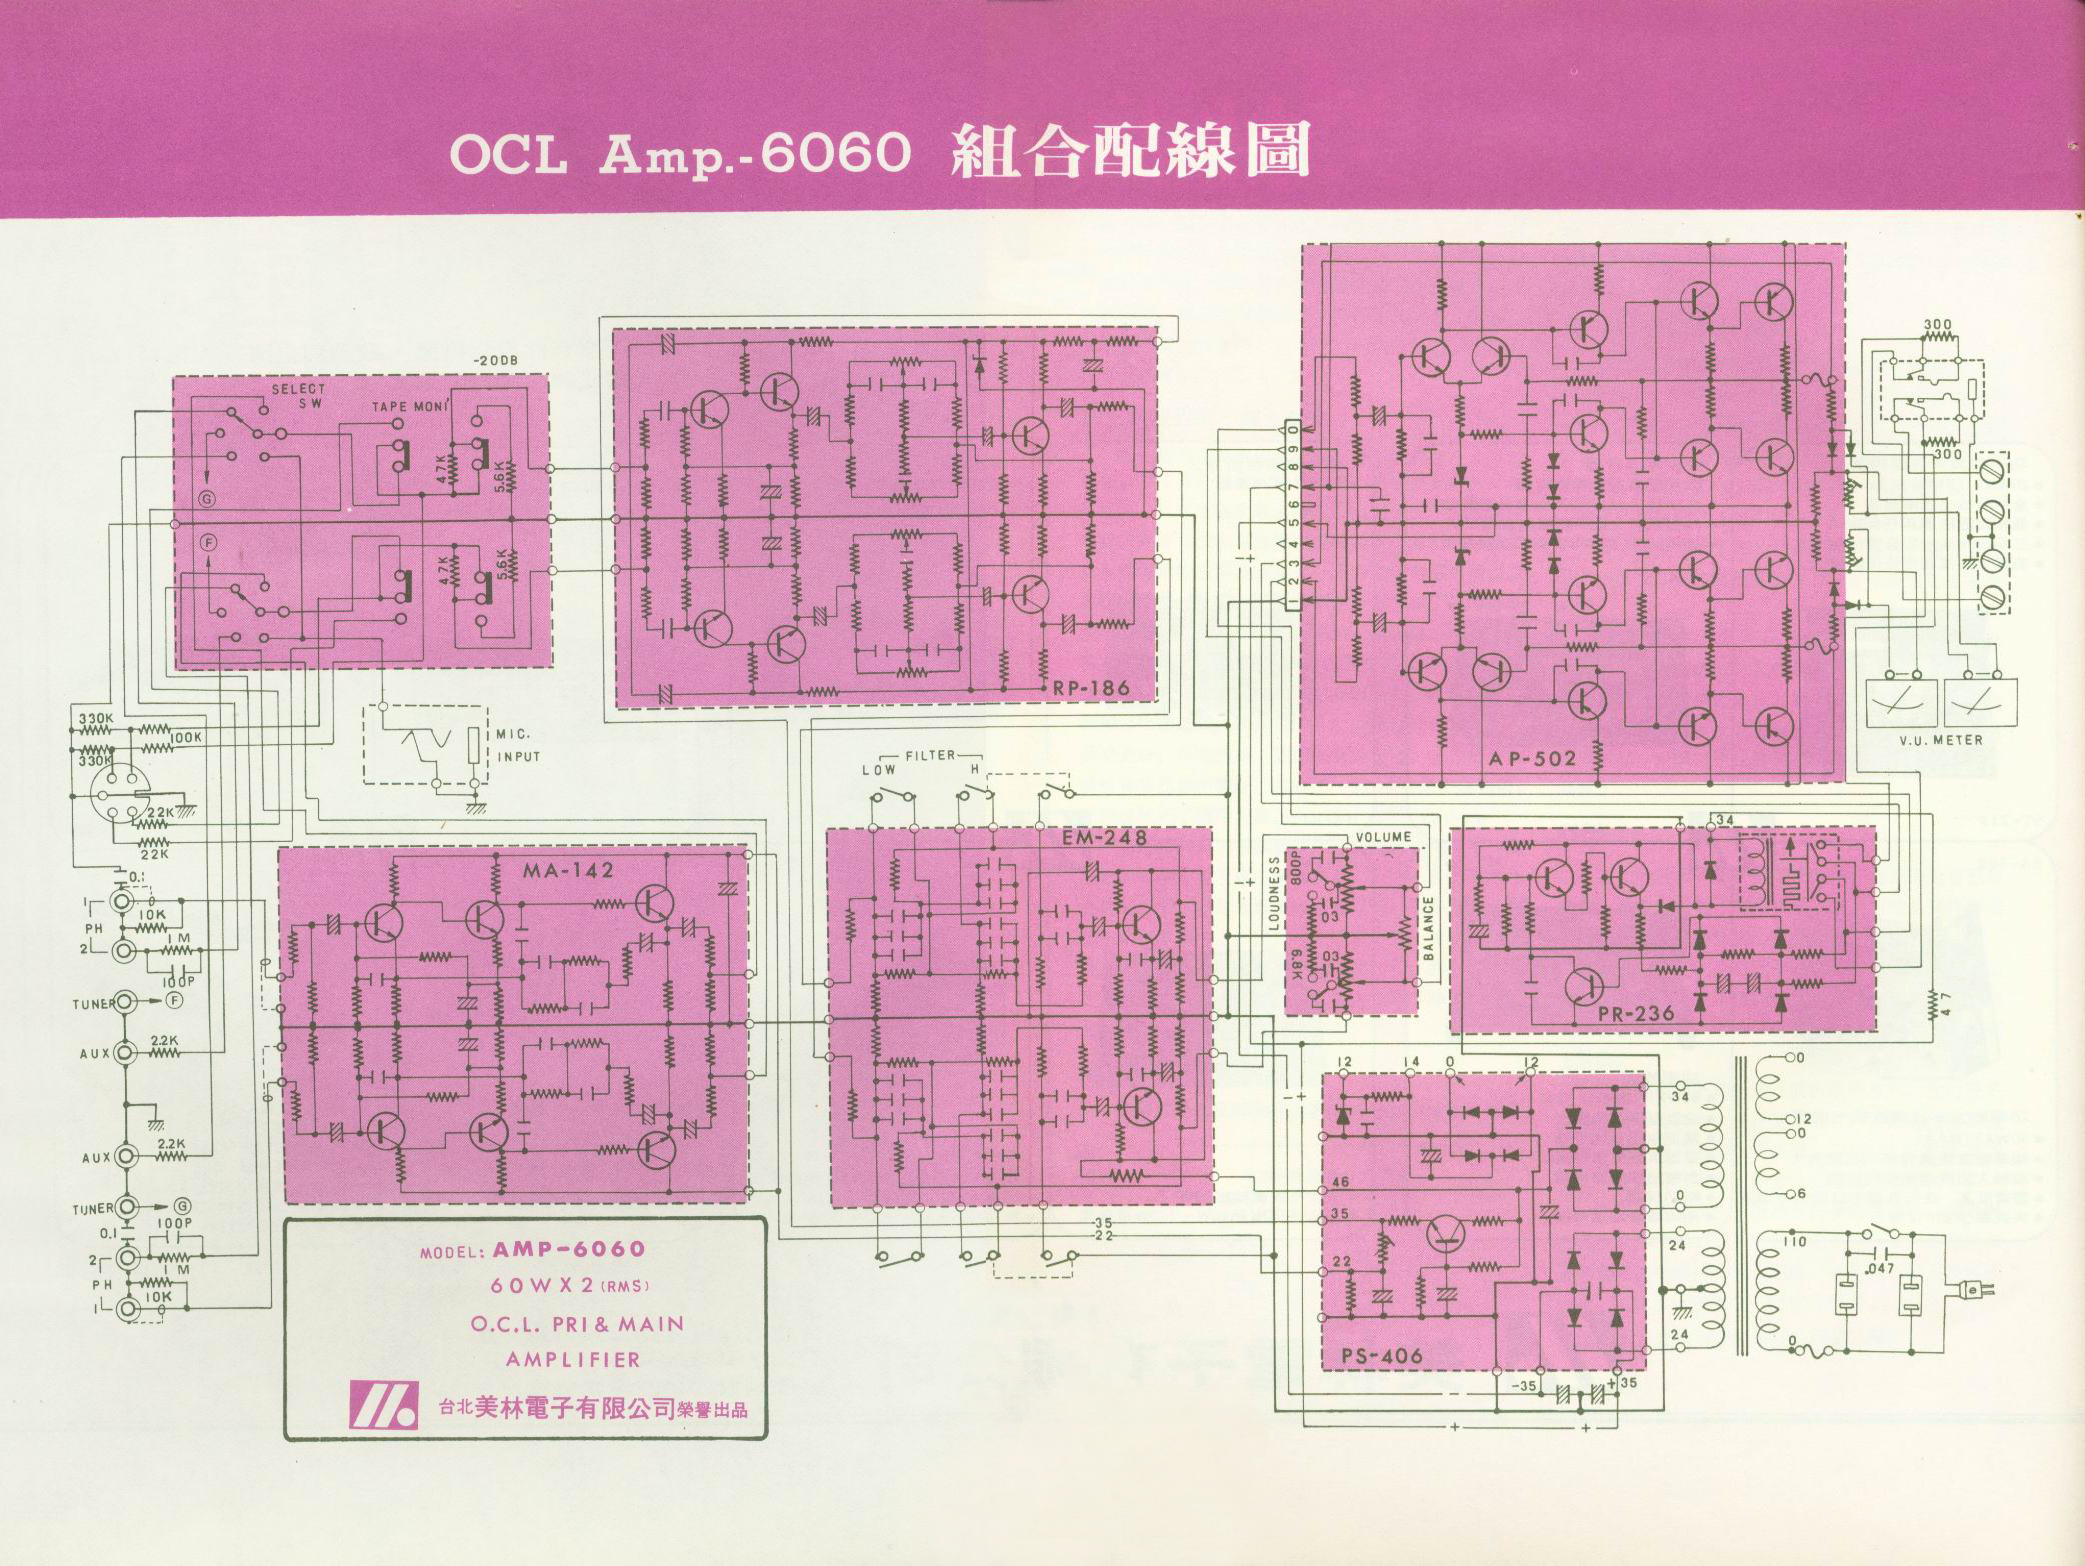 OCL Amp.-6060 組合配線圖
-20DB
SELECT
SW
TAPE MONI'
47K
5.6K
G
F
47K
5.6K
RP-186
AP-502
0
9
8
7
6
5
4
3
2
1
300
300
V.U. METER
330K
100K
330K
22K
22K
MIC.
INPUT
FILTER
LOW
H
0.1
1
PH
10K
2
1M
100P
TUNER
F
AUX
2.2K
AUX
2.2K
TUNER
G
0.1
100P
2
1M
PH
10K
1
MA-142
EM-248
VOLUME
LOUDNESS
800P
03
03
6.8K
BALANCE
34
PR-236
47
12
14
0
12
46
35
22
-35
-22
PS-406
-35
+35
34
0
24
24
0
12
0
6
110
0
.047
MODEL: AMP-6060
60W X 2 (RMS)
O.C.L. PRI & MAIN
AMPLIFIER
台北美林電子有限公司榮譽出品